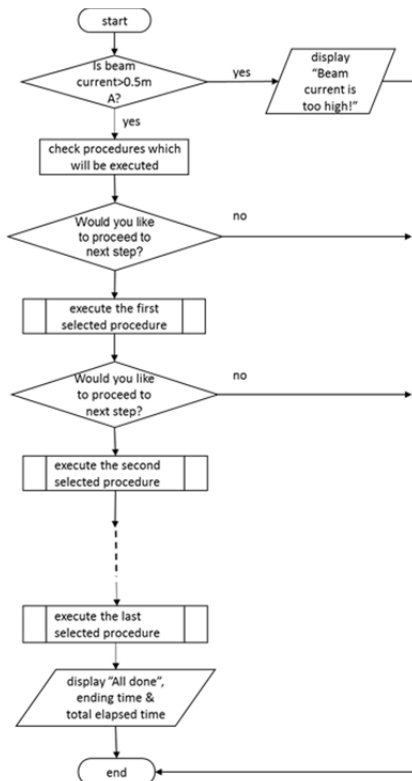 start
Is beam
current>0.5m
A?
yes
display
"Beam
current is
too high!"
yes
check procedures which
will be executed
Would you like
to proceed to
next step?
no
execute the first
selected procedure
Would you like
to proceed to
next step?
no
execute the second
selected procedure
execute the last
selected procedure
display "All done",
ending time &
total elapsed time
end